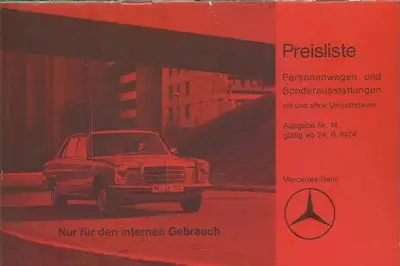 Preisliste
Personenwagen und
Sonderausstattungen
mit und ohne Umsatzsteuer
Ausgabe Nr. 14
gültig ab 24. 6. 1974
Mercedes-Benz
Nur für den internen Gebrauch